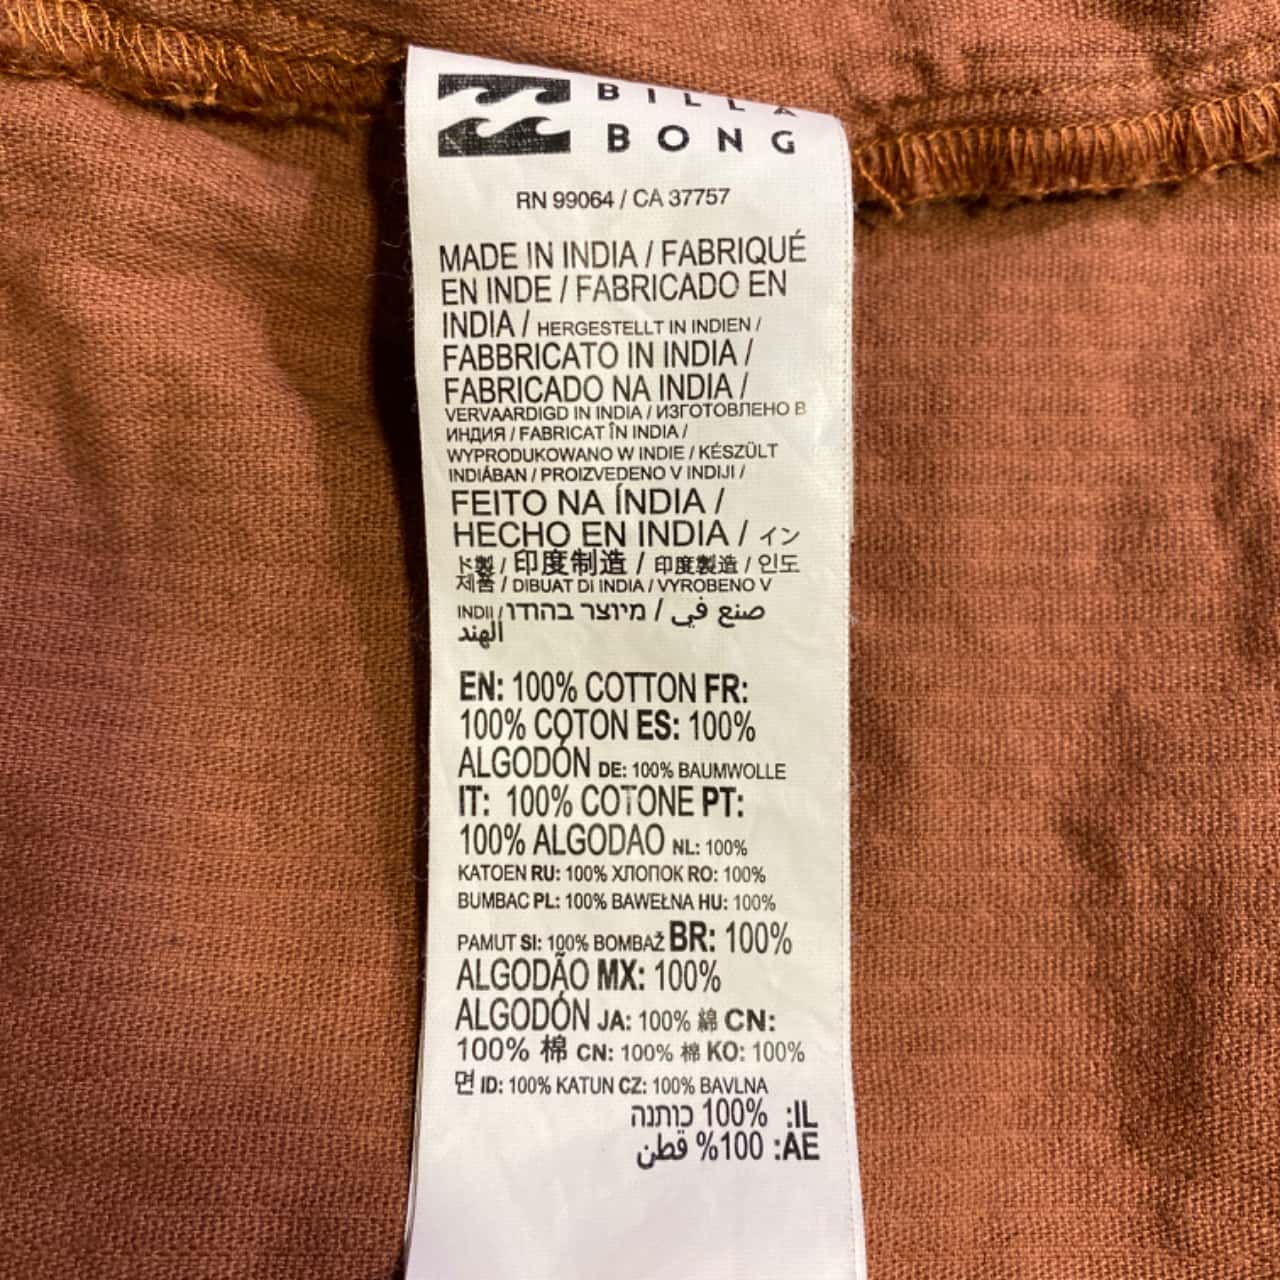 BILLA
BONG
RN 99064 / CA 37757
MADE IN INDIA / FABRIQUÉ
EN INDE / FABRICADO EN
INDIA / HERGESTELLT IN INDIEN /
FABBRICATO IN INDIA /
FABRICADO NA INDIA /
VERVAARDIGD IN INDIA / ИЗГОТОВЛЕНО В
ИНДИЯ / FABRICAT ÎN INDIA /
WYPRODUKOWANO W INDIE / KÉSZÜLT
INDIÁBAN / PROIZVEDENO V INDIJI /
FEITO NA ÍNDIA /
HECHO EN INDIA / イン
ド製 / 印度制造 / 印度製造 / 인도
제품 / DIBUAT DI INDIA / VYROBENO V
INDII / מיוצר בהודו / صنع في
الهند
EN: 100% COTTON FR:
100% COTON ES: 100%
ALGODÓN DE: 100% BAUMWOLLE
IT: 100% COTONE PT:
100% ALGODAO NL: 100%
KATOEN RU: 100% ХЛОПОК RO: 100%
BUMBAC PL: 100% BAWEŁNA HU: 100%
PAMUT SI: 100% BOMBAŽ BR: 100%
ALGODÃO MX: 100%
ALGODÓN JA: 100% 綿 CN:
100% 棉 CN: 100% 棉 KO: 100%
면 ID: 100% KATUN CZ: 100% BAVLNA
IL: 100% כותנה
AE: 100% قطن